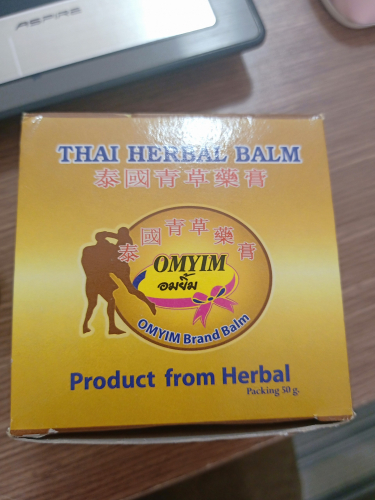 ASPIRE
THAI HERBAL BALM
泰國青草藥膏
泰國青草藥膏
OMYIM
อมยิ้ม
OMYIM Brand Balm
Product from Herbal
Packing 50 g.